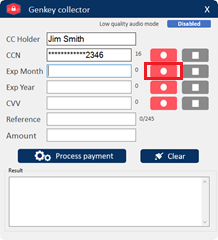 Genkey collector X
Low quality audio mode Disabled
CC Holder Jim Smith
CCN ************2346 16
Exp Month 0
Exp Year 0
CVV 0
Reference 0/245
Amount
Process payment Clear
Result